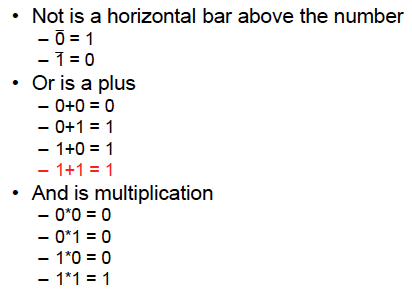 • Not is a horizontal bar above the number
– 0̅ = 1
– 1̅ = 0
• Or is a plus
– 0+0 = 0
– 0+1 = 1
– 1+0 = 1
– 1+1 = 1
• And is multiplication
– 0*0 = 0
– 0*1 = 0
– 1*0 = 0
– 1*1 = 1